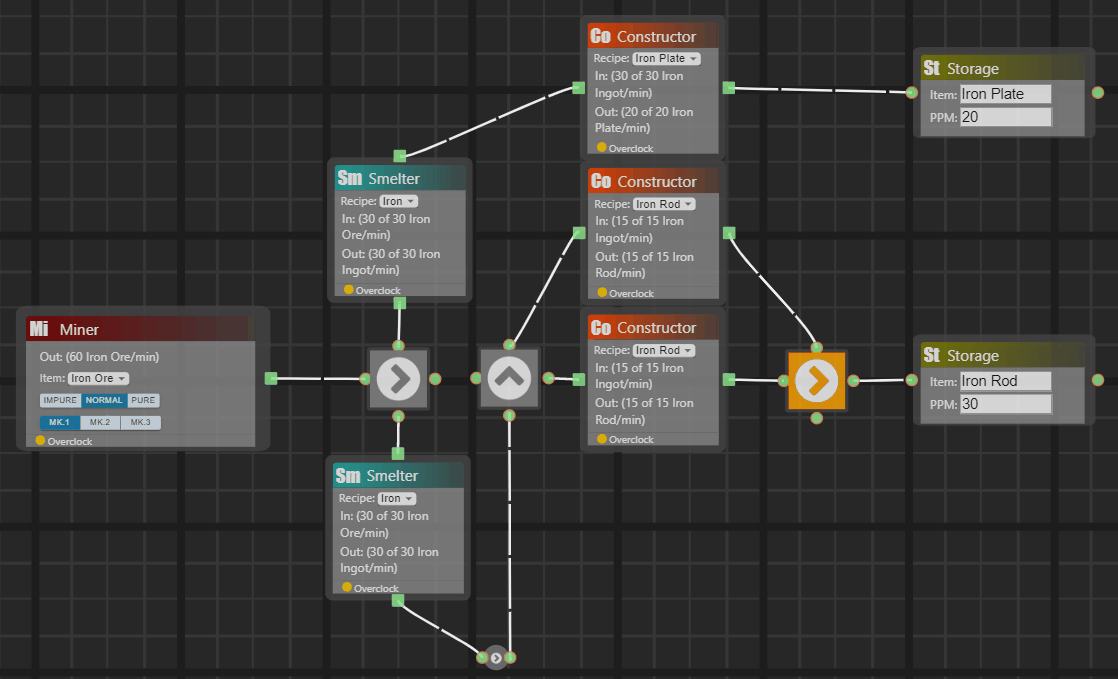 Co Constructor
Recipe: Iron Plate
In: (30 of 30 Iron
Ingot/min)
Out: (20 of 20 Iron
Plate/min)
Overclock
St Storage
Item: Iron Plate
PPM: 20
Sm Smelter
Recipe: Iron
In: (30 of 30 Iron
Ore/min)
Out: (30 of 30 Iron
Ingot/min)
Overclock
Co Constructor
Recipe: Iron Rod
In: (15 of 15 Iron
Ingot/min)
Out: (15 of 15 Iron
Rod/min)
Overclock
Mi Miner
Out: (60 Iron Ore/min)
Item: Iron Ore
IMPURE NORMAL PURE
MK.1 MK.2 MK.3
Overclock
Co Constructor
Recipe: Iron Rod
In: (15 of 15 Iron
Ingot/min)
Out: (15 of 15 Iron
Rod/min)
Overclock
St Storage
Item: Iron Rod
PPM: 30
Sm Smelter
Recipe: Iron
In: (30 of 30 Iron
Ore/min)
Out: (30 of 30 Iron
Ingot/min)
Overclock